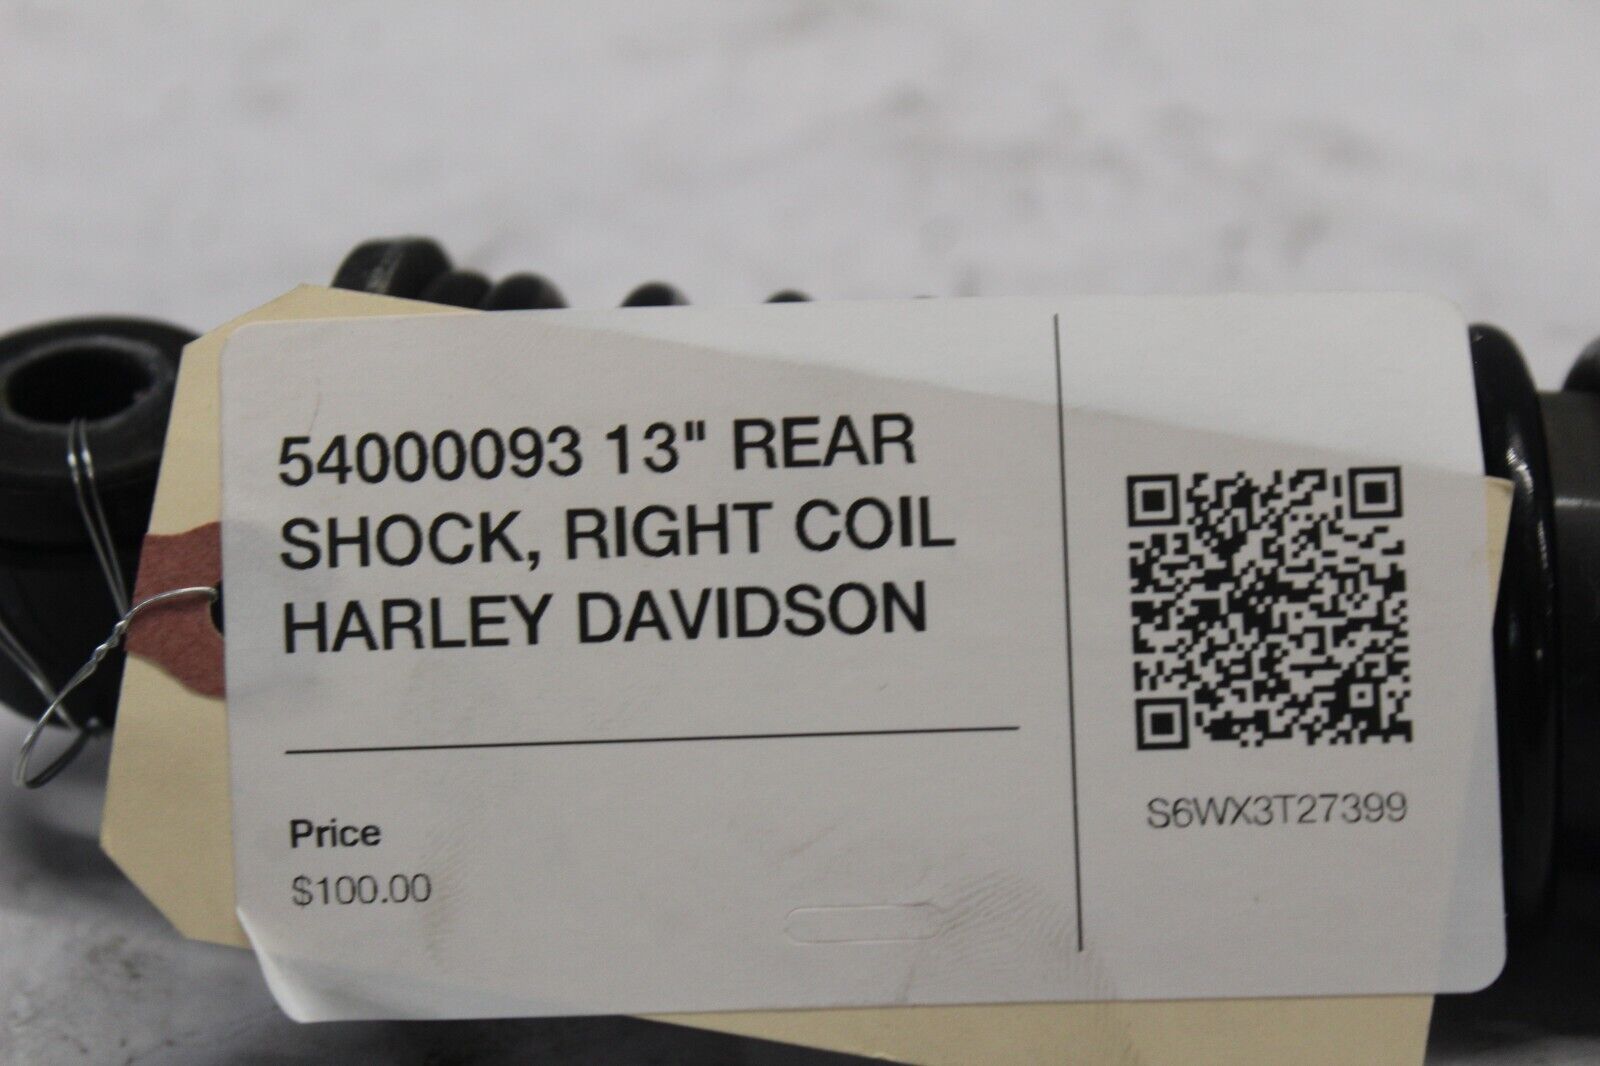 54000093 13" REAR
SHOCK, RIGHT COIL
HARLEY DAVIDSON
Price
$100.00
S6WX3T27399